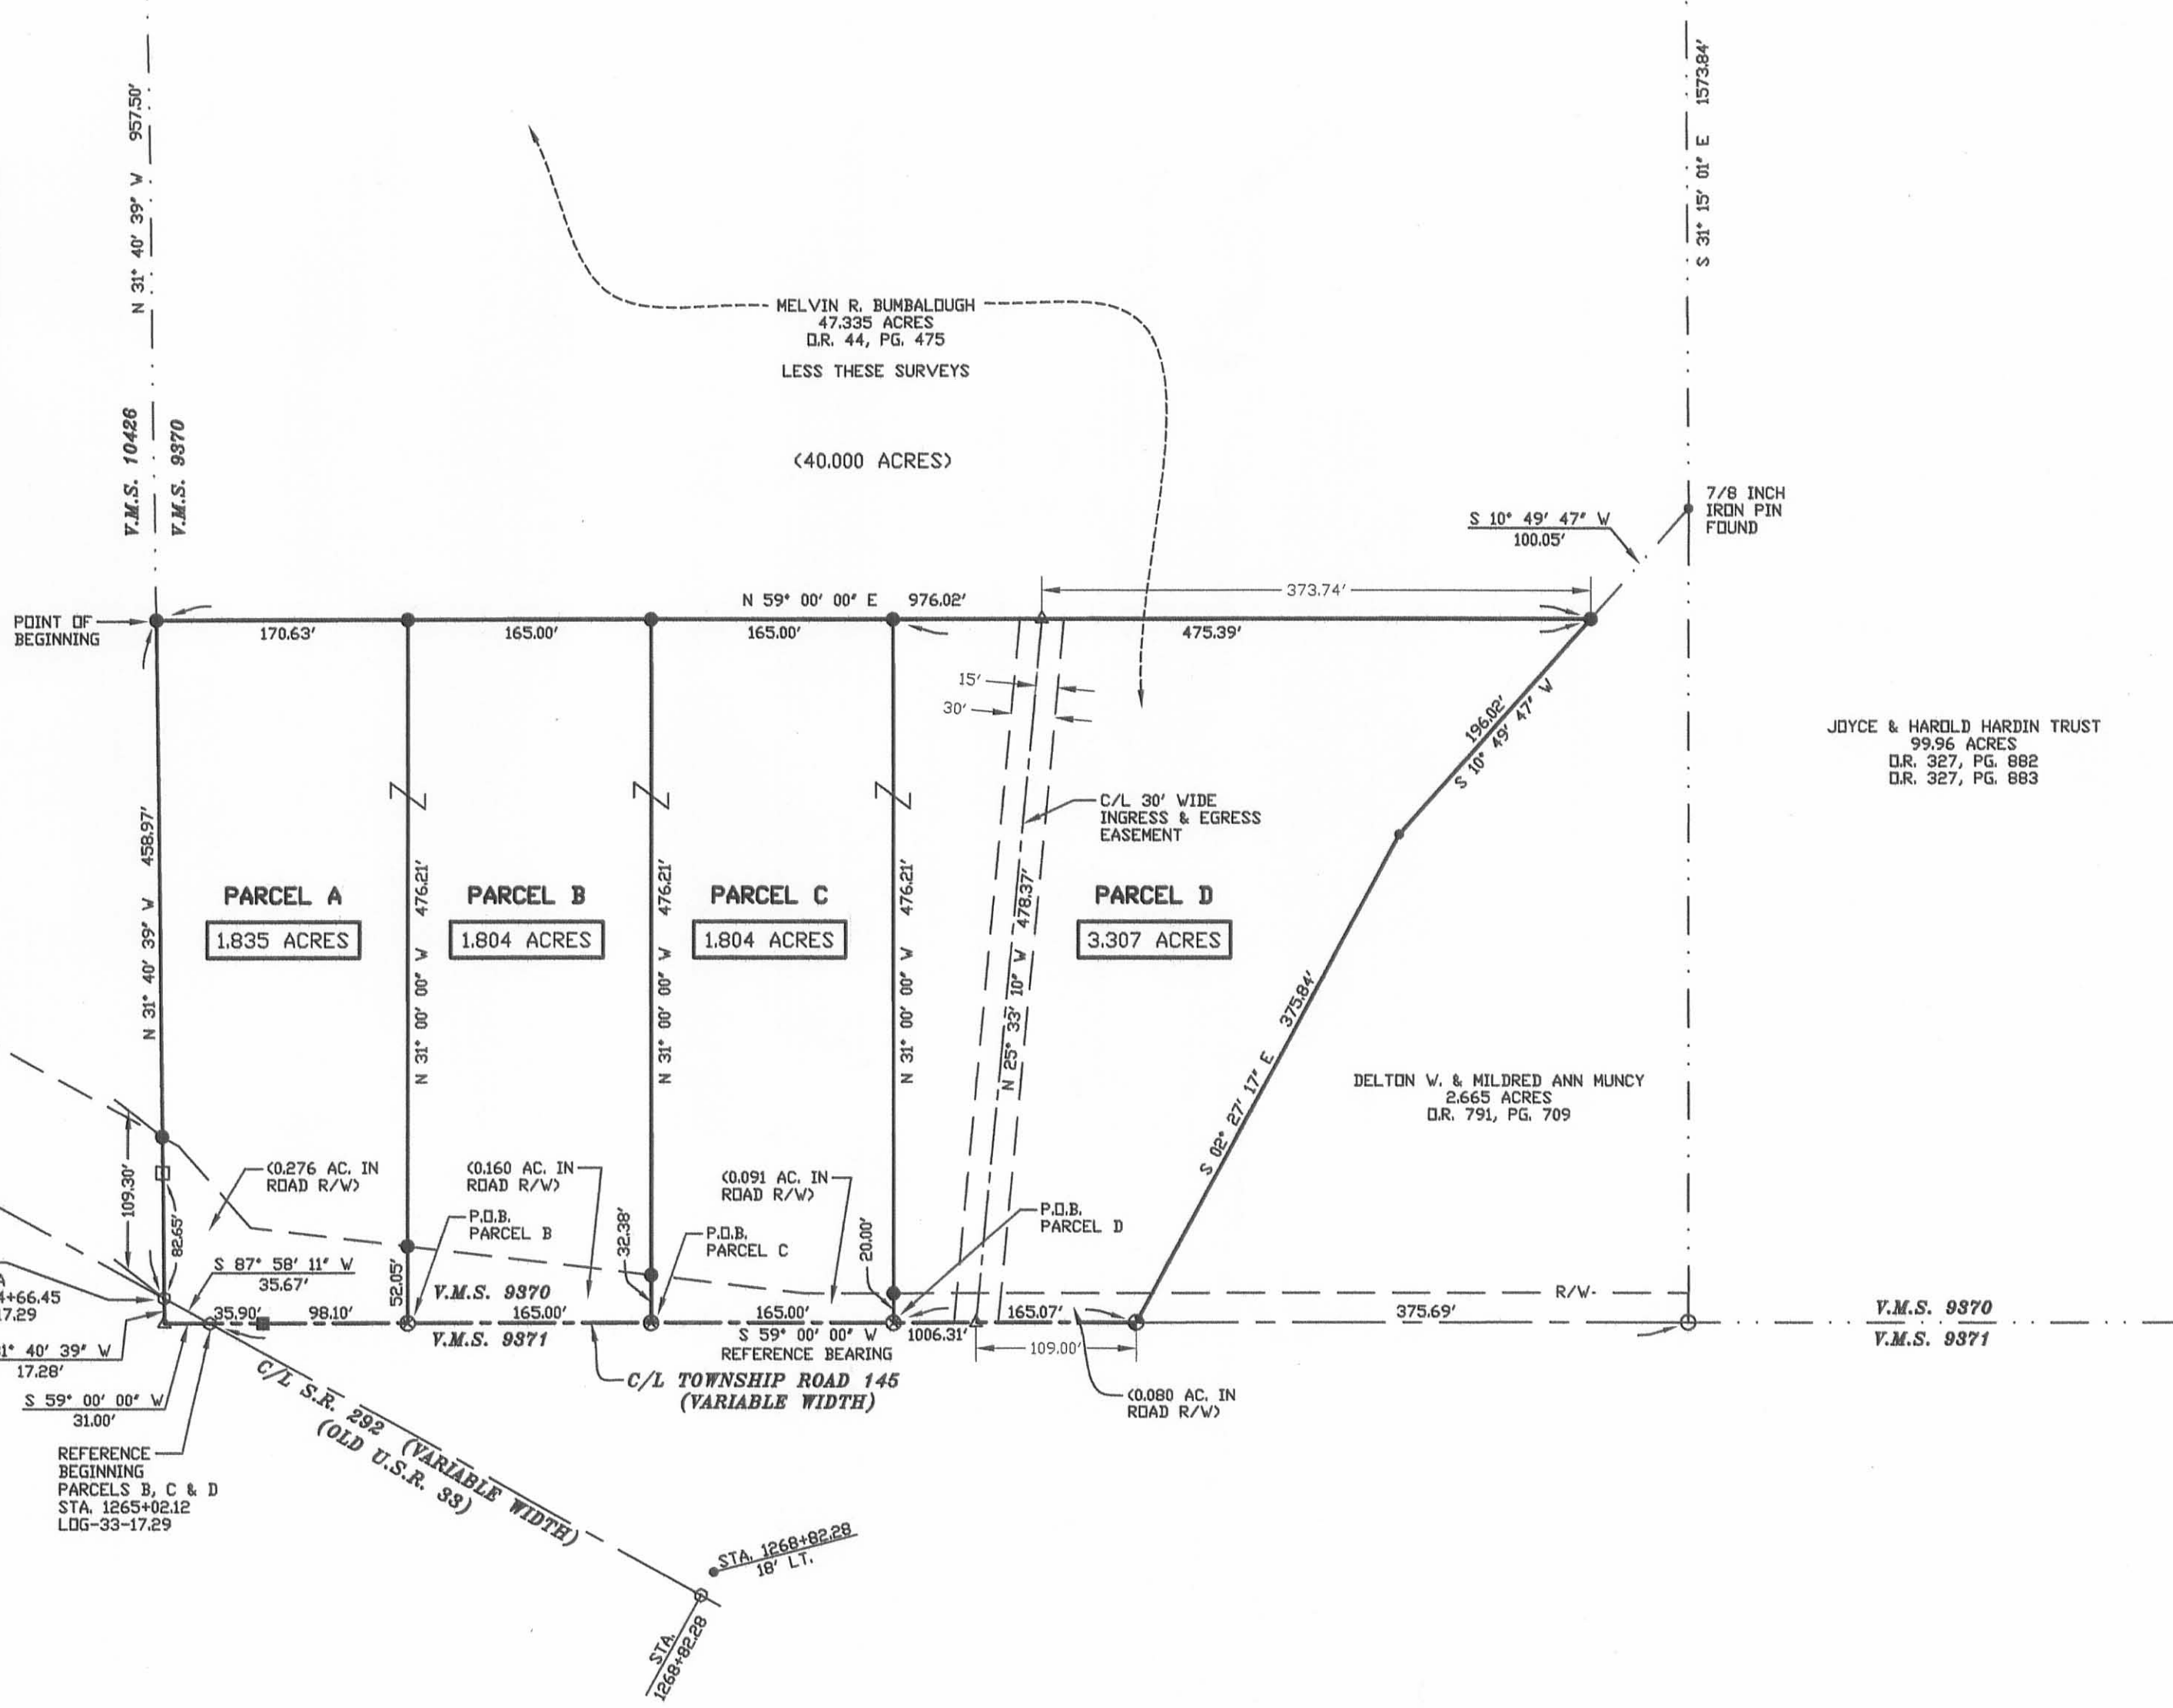 N 31° 40' 39" W 957.50'
S 31° 15' 01" E 1573.84'
MELVIN R. BUMBALOUGH
47.335 ACRES
O.R. 44, PG. 475
LESS THESE SURVEYS
(40.000 ACRES)
V.M.S. 10426
V.M.S. 9370
7/8 INCH
IRON PIN
FOUND
S 10° 49' 47" W
100.05'
373.74'
N 59° 00' 00" E 976.02'
POINT OF
BEGINNING
170.63'
165.00'
165.00'
475.39'
15'
30'
196.02'
S 10° 49' 47" W
JOYCE & HAROLD HARDIN TRUST
99.96 ACRES
O.R. 327, PG. 882
O.R. 327, PG. 883
C/L 30' WIDE
INGRESS & EGRESS
EASEMENT
N 31° 40' 39" W 458.97'
PARCEL A
1.835 ACRES
N 31° 00' 00" W 476.21'
PARCEL B
1.804 ACRES
N 31° 00' 00" W 476.21'
PARCEL C
1.804 ACRES
N 31° 00' 00" W 476.21'
N 25° 33' 10" W 478.37'
PARCEL D
3.307 ACRES
S 02° 27' 17" E 375.84'
DELTON W. & MILDRED ANN MUNCY
2.665 ACRES
O.R. 791, PG. 709
109.30'
82.65'
(0.276 AC. IN
ROAD R/W)
(0.160 AC. IN
ROAD R/W)
(0.091 AC. IN
ROAD R/W)
P.O.B.
PARCEL B
P.O.B.
PARCEL C
P.O.B.
PARCEL D
52.05'
32.38'
20.00'
S 87° 58' 11" W
35.67'
4+66.45
17.29
35.90'
98.10'
V.M.S. 9370
V.M.S. 9371
165.00'
165.00'
165.07'
R/W
375.69'
V.M.S. 9370
V.M.S. 9371
S 59° 00' 00" W 1006.31'
REFERENCE BEARING
109.00'
1° 40' 39" W
17.28'
S 59° 00' 00" W
31.00'
C/L TOWNSHIP ROAD 145
(VARIABLE WIDTH)
(0.080 AC. IN
ROAD R/W)
C/L S.R. 292 (VARIABLE WIDTH)
(OLD U.S.R. 33)
REFERENCE
BEGINNING
PARCELS B, C & D
STA. 1265+02.12
LOG-33-17.29
STA. 1268+82.28
18' LT.
STA.
1268+82.28